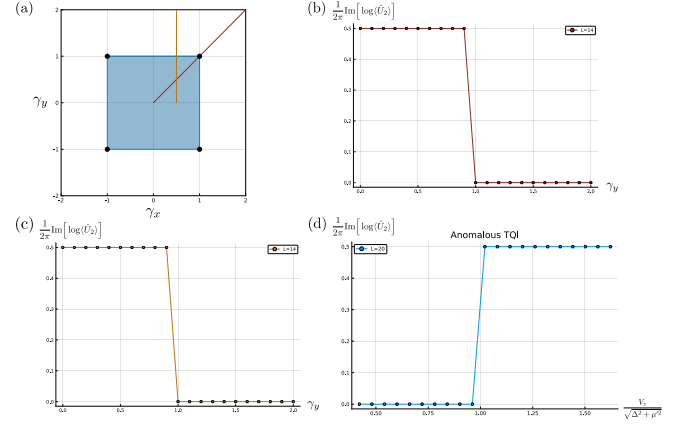 (a)
2
1
0
-1
-2
-2
-1
0
1
2
γ_y
γ_x
(b) 1/2π Im[log⟨Û₂⟩]
L=14
0.5
0.4
0.3
0.2
0.1
0.0
0.0 0.5 1.0 1.5 2.0
γ_y
(c) 1/2π Im[log⟨Û₂⟩]
L=14
0.5
0.4
0.3
0.2
0.1
0.0
0.0 0.5 1.0 1.5 2.0
γ_y
(d) 1/2π Im[log⟨Û₂⟩]
Anomalous TQI
L=20
0.5
0.4
0.3
0.2
0.1
0.0
0.50 0.75 1.00 1.25 1.50
V_z/√(Δ² + μ'²)